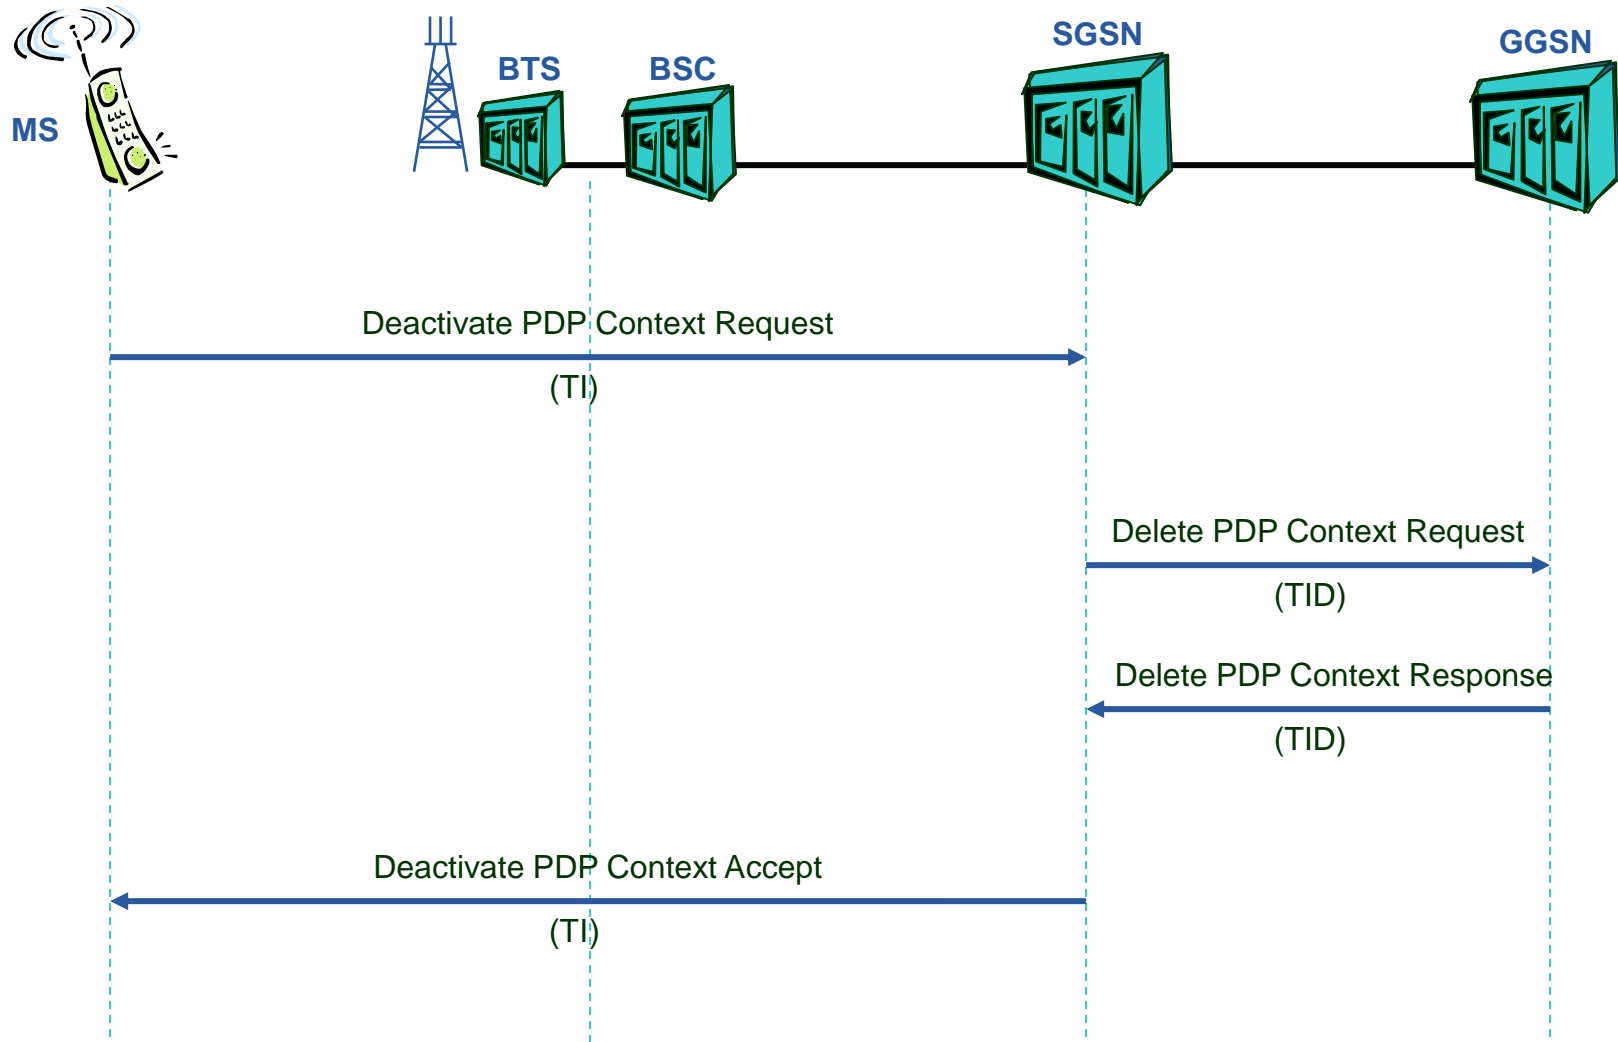 SGSN
GGSN
BTS
BSC
MS
Deactivate PDP Context Request
(TI)
Delete PDP Context Request
(TID)
Delete PDP Context Response
(TID)
Deactivate PDP Context Accept
(TI)